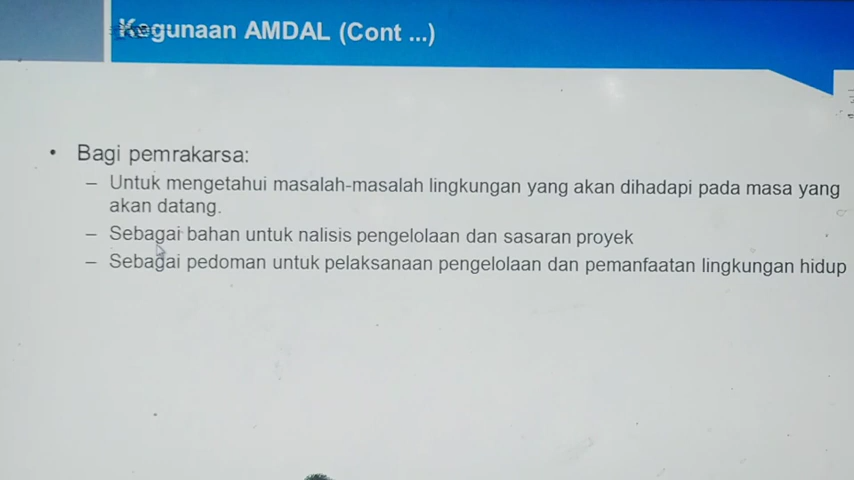 Kegunaan AMDAL (Cont ...)
• Bagi pemrakarsa:
– Untuk mengetahui masalah-masalah lingkungan yang akan dihadapi pada masa yang
akan datang.
– Sebagai bahan untuk nalisis pengelolaan dan sasaran proyek
– Sebagai pedoman untuk pelaksanaan pengelolaan dan pemanfaatan lingkungan hidup